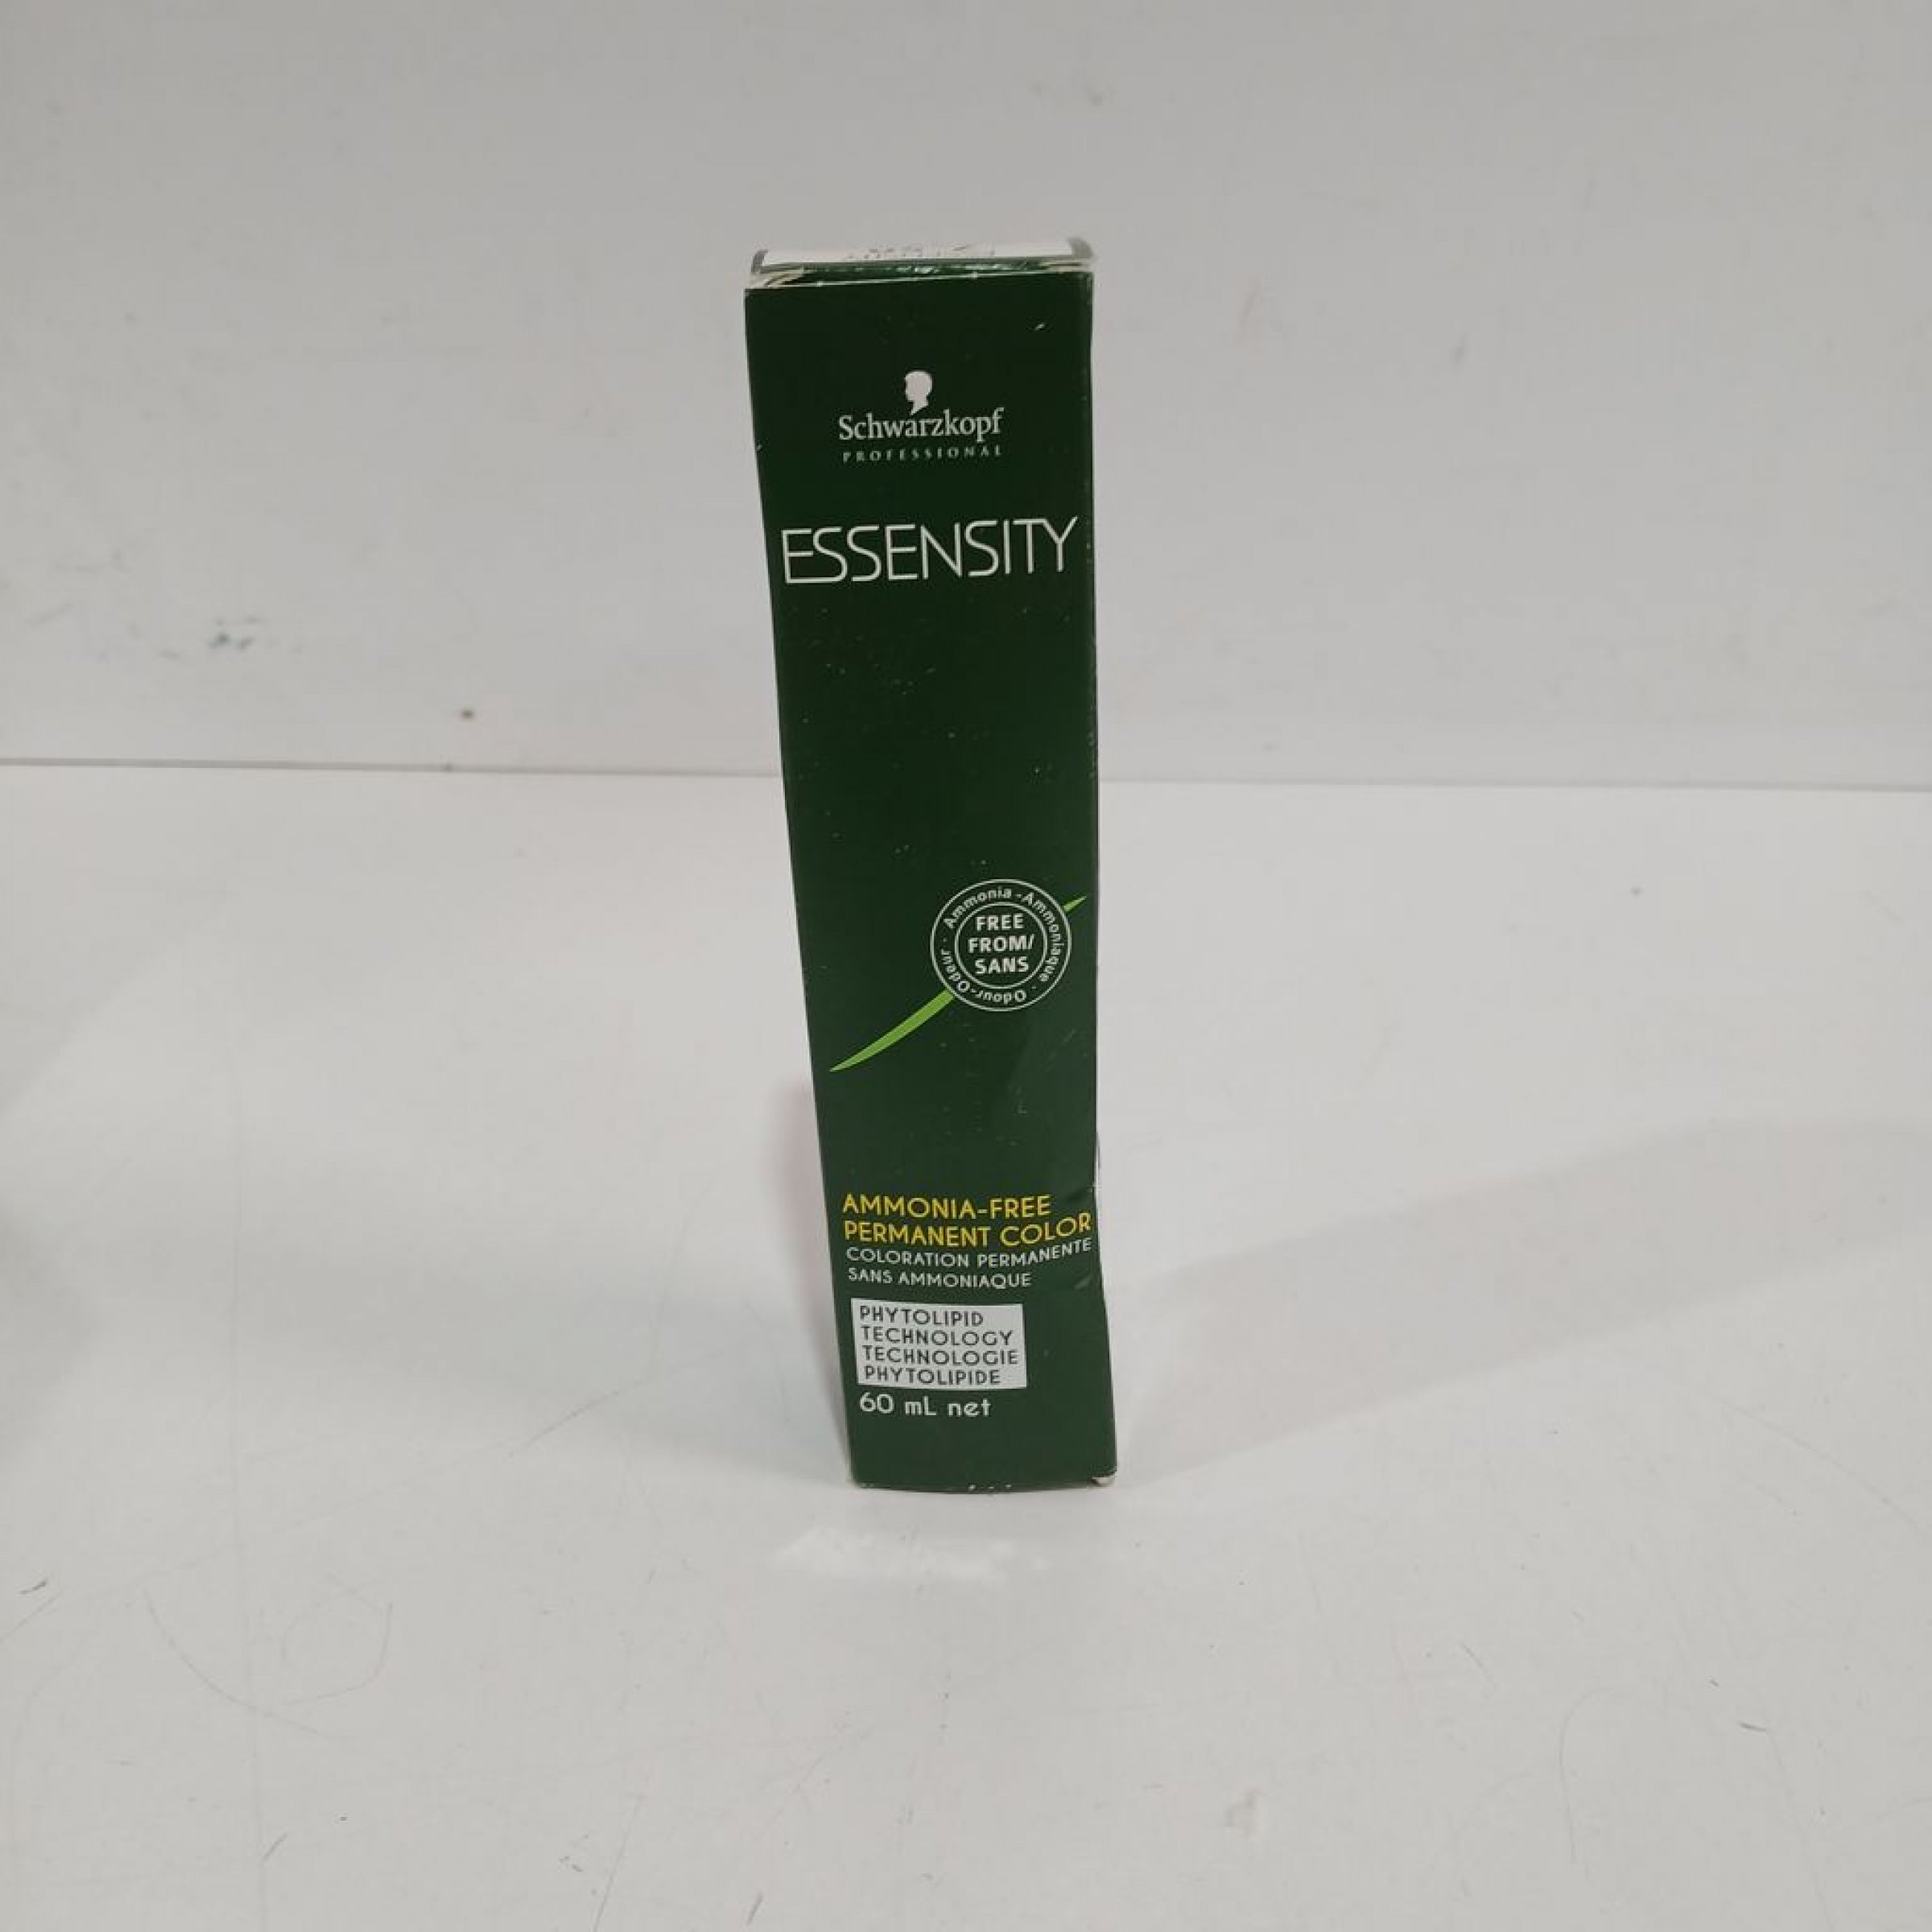 Schwarzkopf
PROFESSIONAL
ESSENSITY
Ammonia - Ammoniaque · Odour-Odeur ·
FREE
FROM/
SANS
AMMONIA-FREE
PERMANENT COLOR
COLORATION PERMANENTE
SANS AMMONIAQUE
PHYTOLIPID
TECHNOLOGY
TECHNOLOGIE
PHYTOLIPIDE
60 mL net